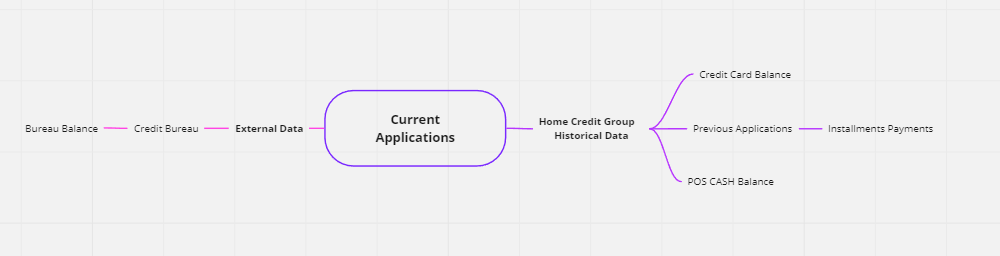 Credit Card Balance
Current
Applications
Home Credit Group
Historical Data
Bureau Balance
Credit Bureau
External Data
Previous Applications
Installments Payments
POS CASH Balance